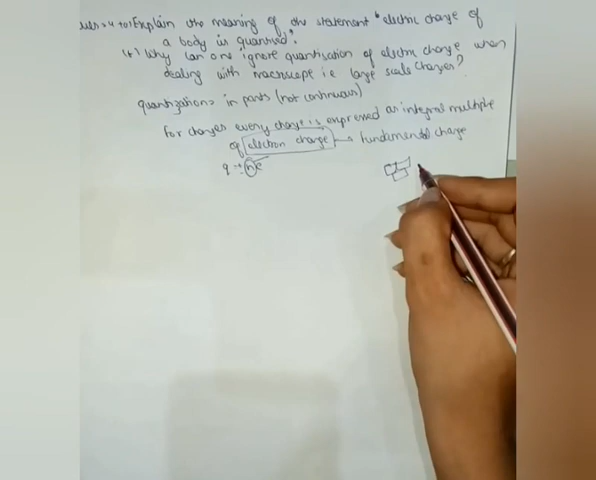 Explain the meaning of the statement "electric charge of
a body is quantised".
(b) Why can one ignore quantisation of electric charge when
dealing with macroscopic i.e large scale charges?
quantization= in parts (not continuous)
for charges every charge is expressed as integral multiple
of electron charge → fundamental charge
q = ± ne